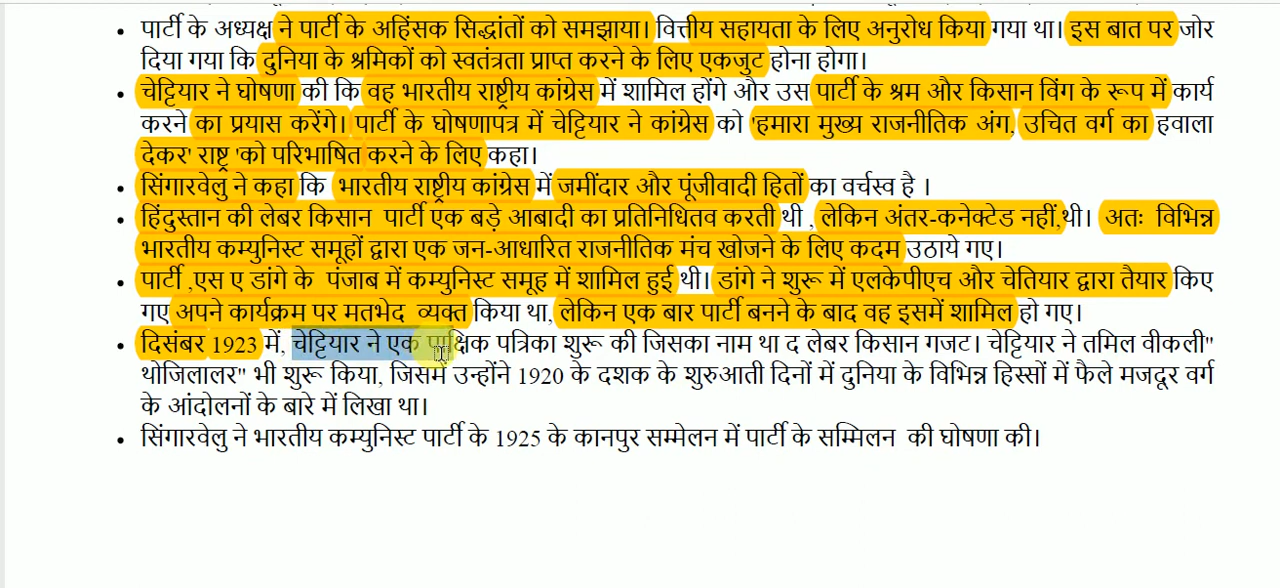 • पार्टी के अध्यक्ष ने पार्टी के अहिंसक सिद्धांतों को समझाया। वित्तीय सहायता के लिए अनुरोध किया गया था। इस बात पर जोर
दिया गया कि दुनिया के श्रमिकों को स्वतंत्रता प्राप्त करने के लिए एकजुट होना होगा।
• चेट्टियार ने घोषणा की कि वह भारतीय राष्ट्रीय कांग्रेस में शामिल होंगे और उस पार्टी के श्रम और किसान विंग के रूप में कार्य
करने का प्रयास करेंगे। पार्टी के घोषणापत्र में चेट्टियार ने कांग्रेस को 'हमारा मुख्य राजनीतिक अंग, उचित वर्ग का हवाला
देकर' राष्ट्र 'को परिभाषित करने के लिए कहा।
• सिंगारवेलु ने कहा कि भारतीय राष्ट्रीय कांग्रेस में जमींदार और पूंजीवादी हितों का वर्चस्व है ।
• हिंदुस्तान की लेबर किसान पार्टी एक बड़े आबादी का प्रतिनिधितव करती थी , लेकिन अंतर-कनेक्टेड नहीं,थी। अतः विभिन्न
भारतीय कम्युनिस्ट समूहों द्वारा एक जन-आधारित राजनीतिक मंच खोजने के लिए कदम उठाये गए।
• पार्टी ,एस ए डांगे के पंजाब में कम्युनिस्ट समूह में शामिल हुई थी। डांगे ने शुरू में एलकेपीएच और चेतियार द्वारा तैयार किए
गए अपने कार्यक्रम पर मतभेद व्यक्त किया था, लेकिन एक बार पार्टी बनने के बाद वह इसमें शामिल हो गए।
• दिसंबर 1923 में, चेट्टियार ने एक पाक्षिक पत्रिका शुरू की जिसका नाम था द लेबर किसान गजट। चेट्टियार ने तमिल वीकली"
थोजिलालर" भी शुरू किया, जिसमें उन्होंने 1920 के दशक के शुरुआती दिनों में दुनिया के विभिन्न हिस्सों में फैले मजदूर वर्ग
के आंदोलनों के बारे में लिखा था।
• सिंगारवेलु ने भारतीय कम्युनिस्ट पार्टी के 1925 के कानपुर सम्मेलन में पार्टी के सम्मिलन की घोषणा की।